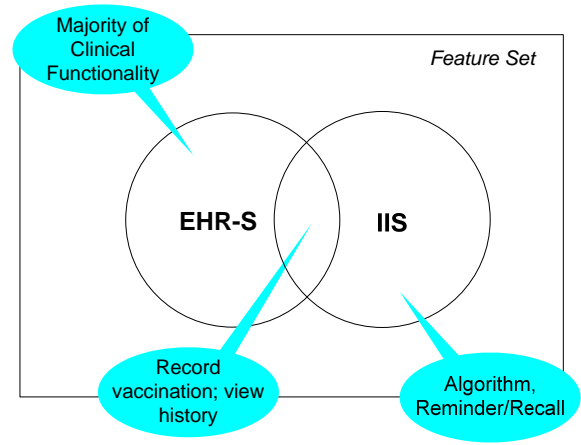 Majority of
Clinical
Functionality
Feature Set
EHR-S
IIS
Record
vaccination; view
history
Algorithm,
Reminder/Recall